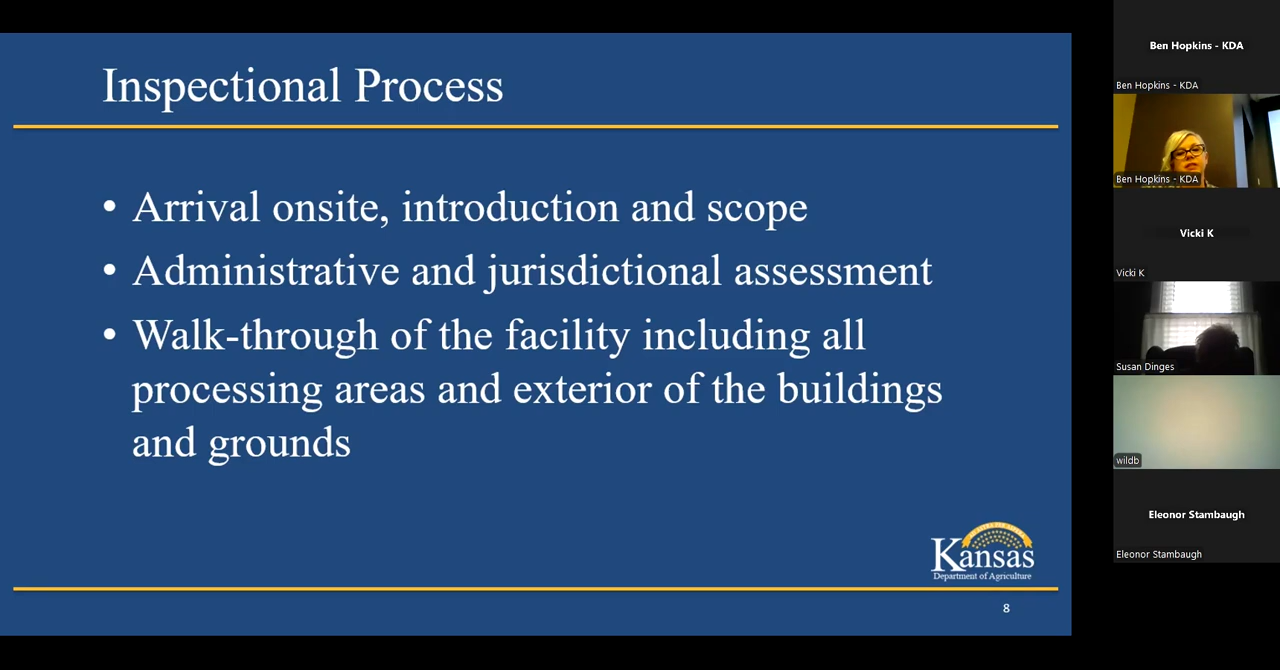 Inspectional Process
• Arrival onsite, introduction and scope
• Administrative and jurisdictional assessment
• Walk-through of the facility including all
processing areas and exterior of the buildings
and grounds
Kansas
Department of Agriculture
8
Ben Hopkins - KDA
Ben Hopkins - KDA
Ben Hopkins - KDA
Vicki K
Vicki K
Susan Dinges
wildb
Eleonor Stambaugh
Eleonor Stambaugh